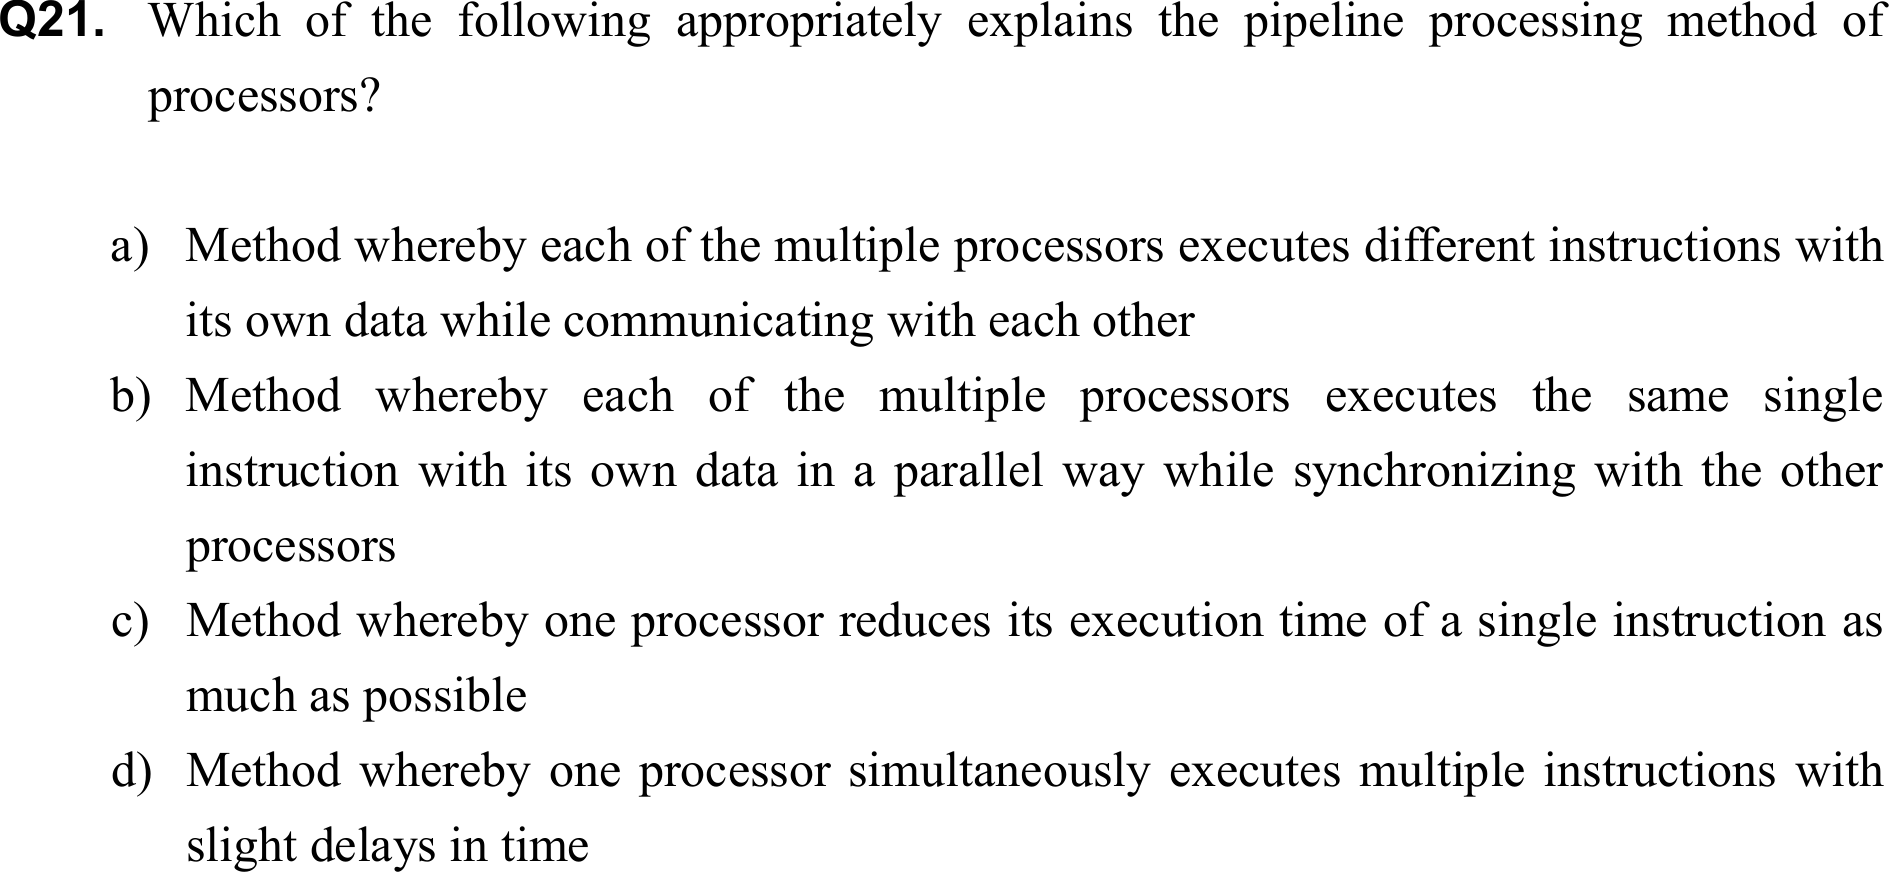 Q21. Which of the following appropriately explains the pipeline processing method of
processors?
a) Method whereby each of the multiple processors executes different instructions with
its own data while communicating with each other
b) Method whereby each of the multiple processors executes the same single
instruction with its own data in a parallel way while synchronizing with the other
processors
c) Method whereby one processor reduces its execution time of a single instruction as
much as possible
d) Method whereby one processor simultaneously executes multiple instructions with
slight delays in time